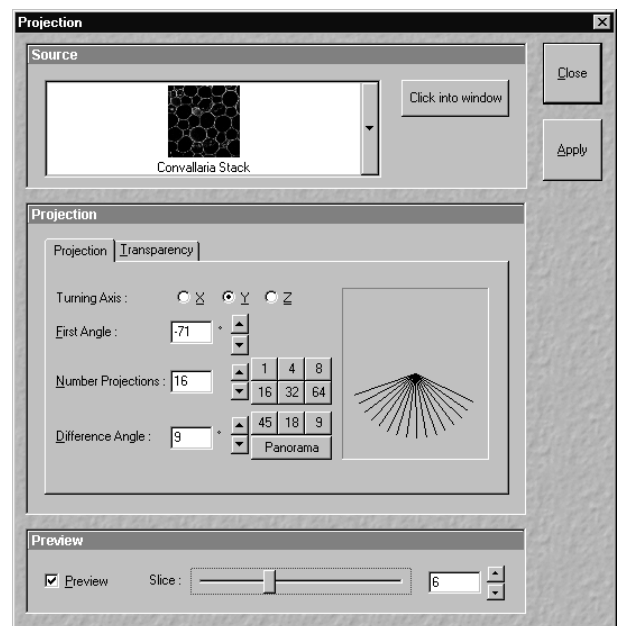 Projection
Source
Close
Click into window
Apply
Convallaria Stack
Projection
Projection Transparency
Turning Axis : X Y Z
First Angle : -71 °
Number Projections : 16 1 4 8
16 32 64
Difference Angle : 9 ° 45 18 9
Panorama
Preview
Preview Slice : 6